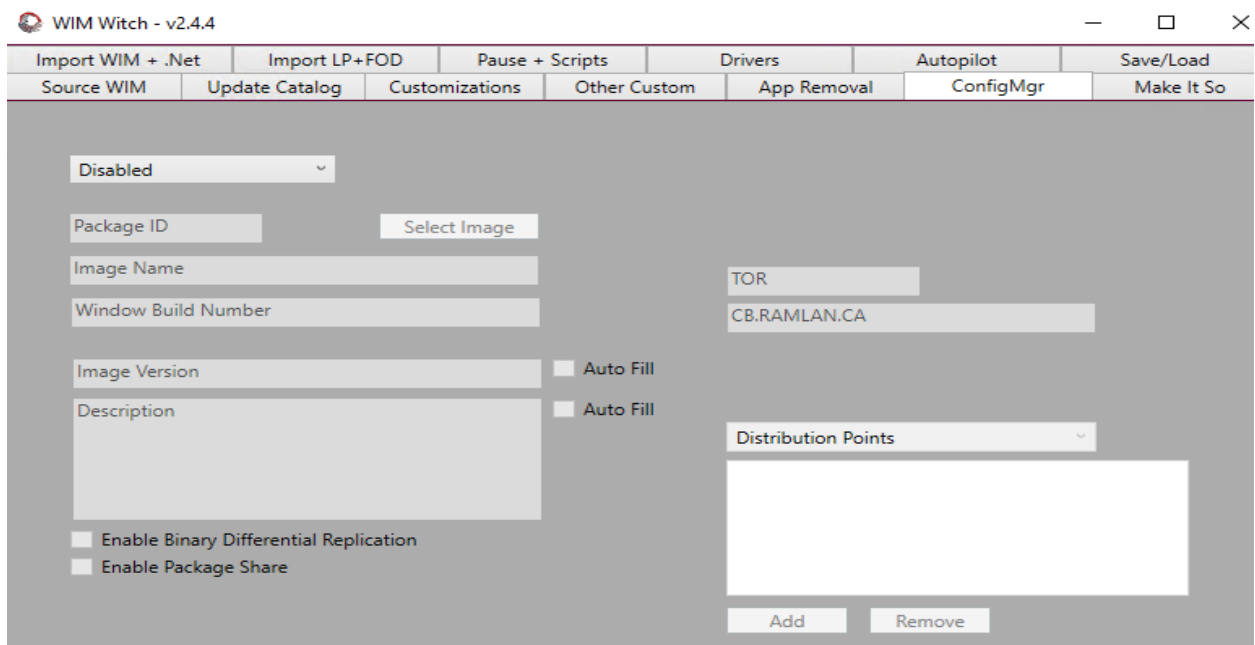 WIM Witch - v2.4.4
Import WIM + .Net Import LP+FOD Pause + Scripts Drivers Autopilot Save/Load
Source WIM Update Catalog Customizations Other Custom App Removal ConfigMgr Make It So
Disabled
Package ID Select Image
Image Name
TOR
Window Build Number
CB.RAMLAN.CA
Image Version Auto Fill
Description Auto Fill
Distribution Points
Enable Binary Differential Replication
Enable Package Share
Add Remove